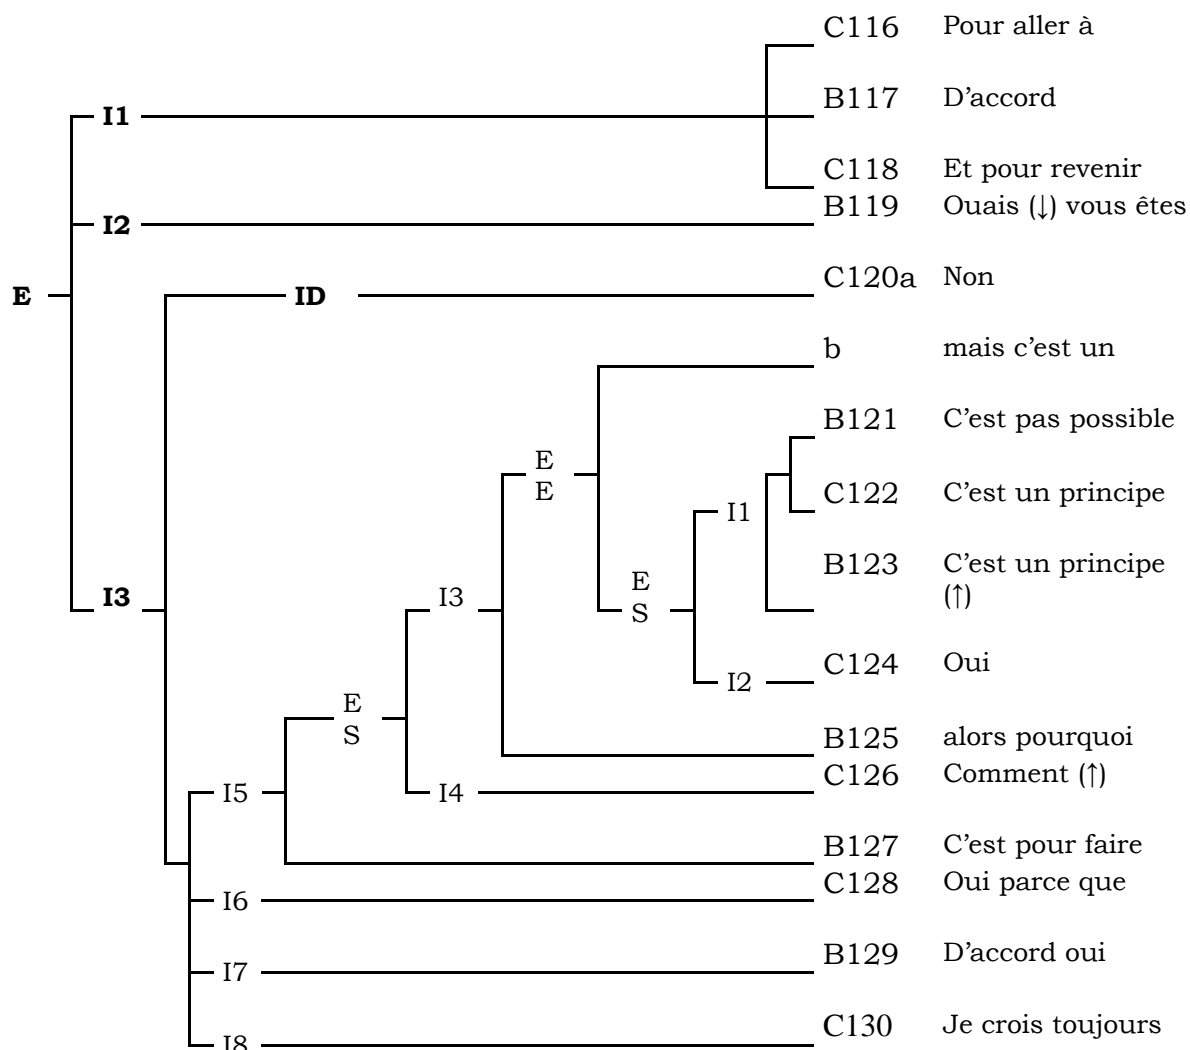 C116 Pour aller à
B117 D’accord
I1
C118 Et pour revenir
B119 Ouais (↓) vous êtes
I2
C120a Non
E
ID
b mais c’est un
B121 C’est pas possible
E
E
C122 C’est un principe
I1
B123 C’est un principe
(↑)
E
S
I3
I3
C124 Oui
I2
E
S
B125 alors pourquoi
C126 Comment (↑)
I5
I4
B127 C’est pour faire
C128 Oui parce que
I6
B129 D’accord oui
I7
C130 Je crois toujours
I8